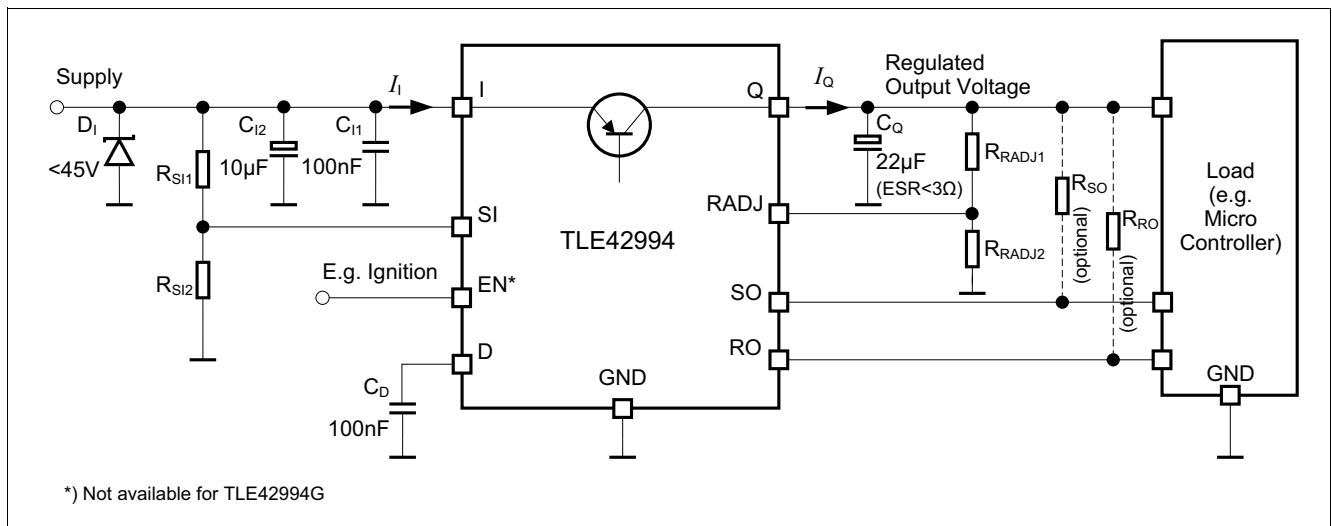 Supply
D_I
<45V
R_SI1
R_SI2
C_I2
10µF
C_I1
100nF
I_I
I
SI
E.g. Ignition
EN*
D
C_D
100nF
TLE42994
GND
Q
RADJ
SO
RO
I_Q
Regulated
Output Voltage
C_Q
22µF
(ESR<3Ω)
R_RADJ1
R_RADJ2
R_SO
(optional)
R_RO
(optional)
Load
(e.g.
Micro
Controller)
GND
*) Not available for TLE42994G